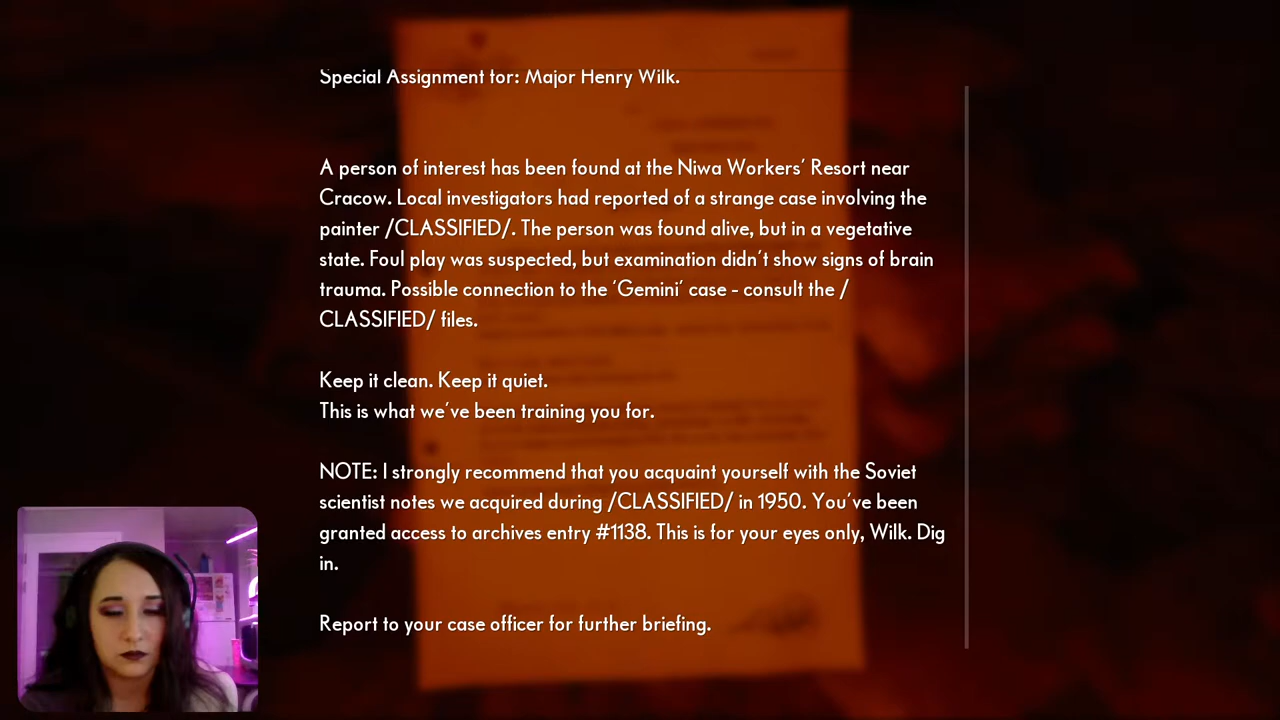 Special Assignment for: Major Henry Wilk.
A person of interest has been found at the Niwa Workers' Resort near
Cracow. Local investigators had reported of a strange case involving the
painter /CLASSIFIED/. The person was found alive, but in a vegetative
state. Foul play was suspected, but examination didn't show signs of brain
trauma. Possible connection to the 'Gemini' case - consult the /
CLASSIFIED/ files.
Keep it clean. Keep it quiet.
This is what we've been training you for.
NOTE: I strongly recommend that you acquaint yourself with the Soviet
scientist notes we acquired during /CLASSIFIED/ in 1950. You've been
granted access to archives entry #1138. This is for your eyes only, Wilk. Dig
in.
Report to your case officer for further briefing.